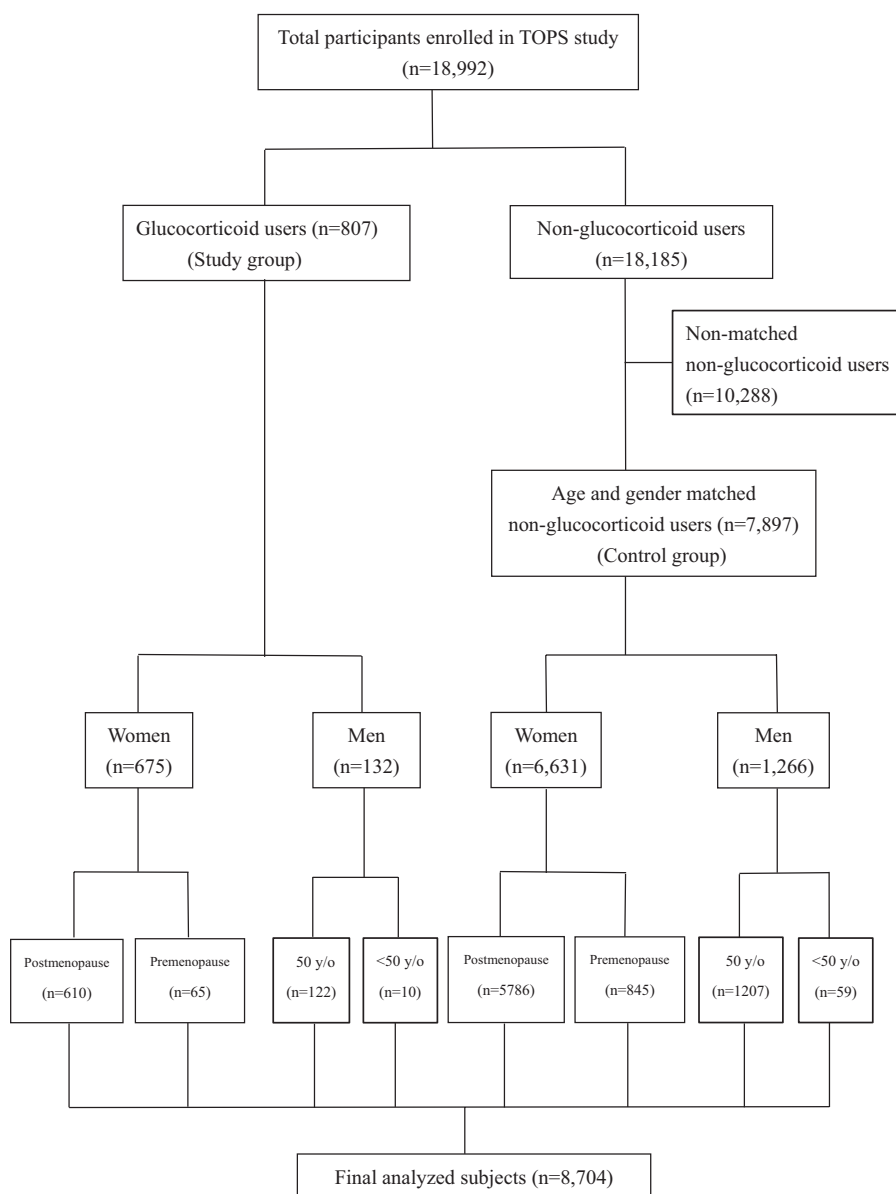 Total participants enrolled in TOPS study
(n=18,992)
Glucocorticoid users (n=807)
(Study group)
Non-glucocorticoid users
(n=18,185)
Non-matched
non-glucocorticoid users
(n=10,288)
Age and gender matched
non-glucocorticoid users (n=7,897)
(Control group)
Women
(n=675)
Men
(n=132)
Women
(n=6,631)
Men
(n=1,266)
Postmenopause
(n=610)
Premenopause
(n=65)
50 y/o
(n=122)
<50 y/o
(n=10)
Postmenopause
(n=5786)
Premenopause
(n=845)
50 y/o
(n=1207)
<50 y/o
(n=59)
Final analyzed subjects (n=8,704)